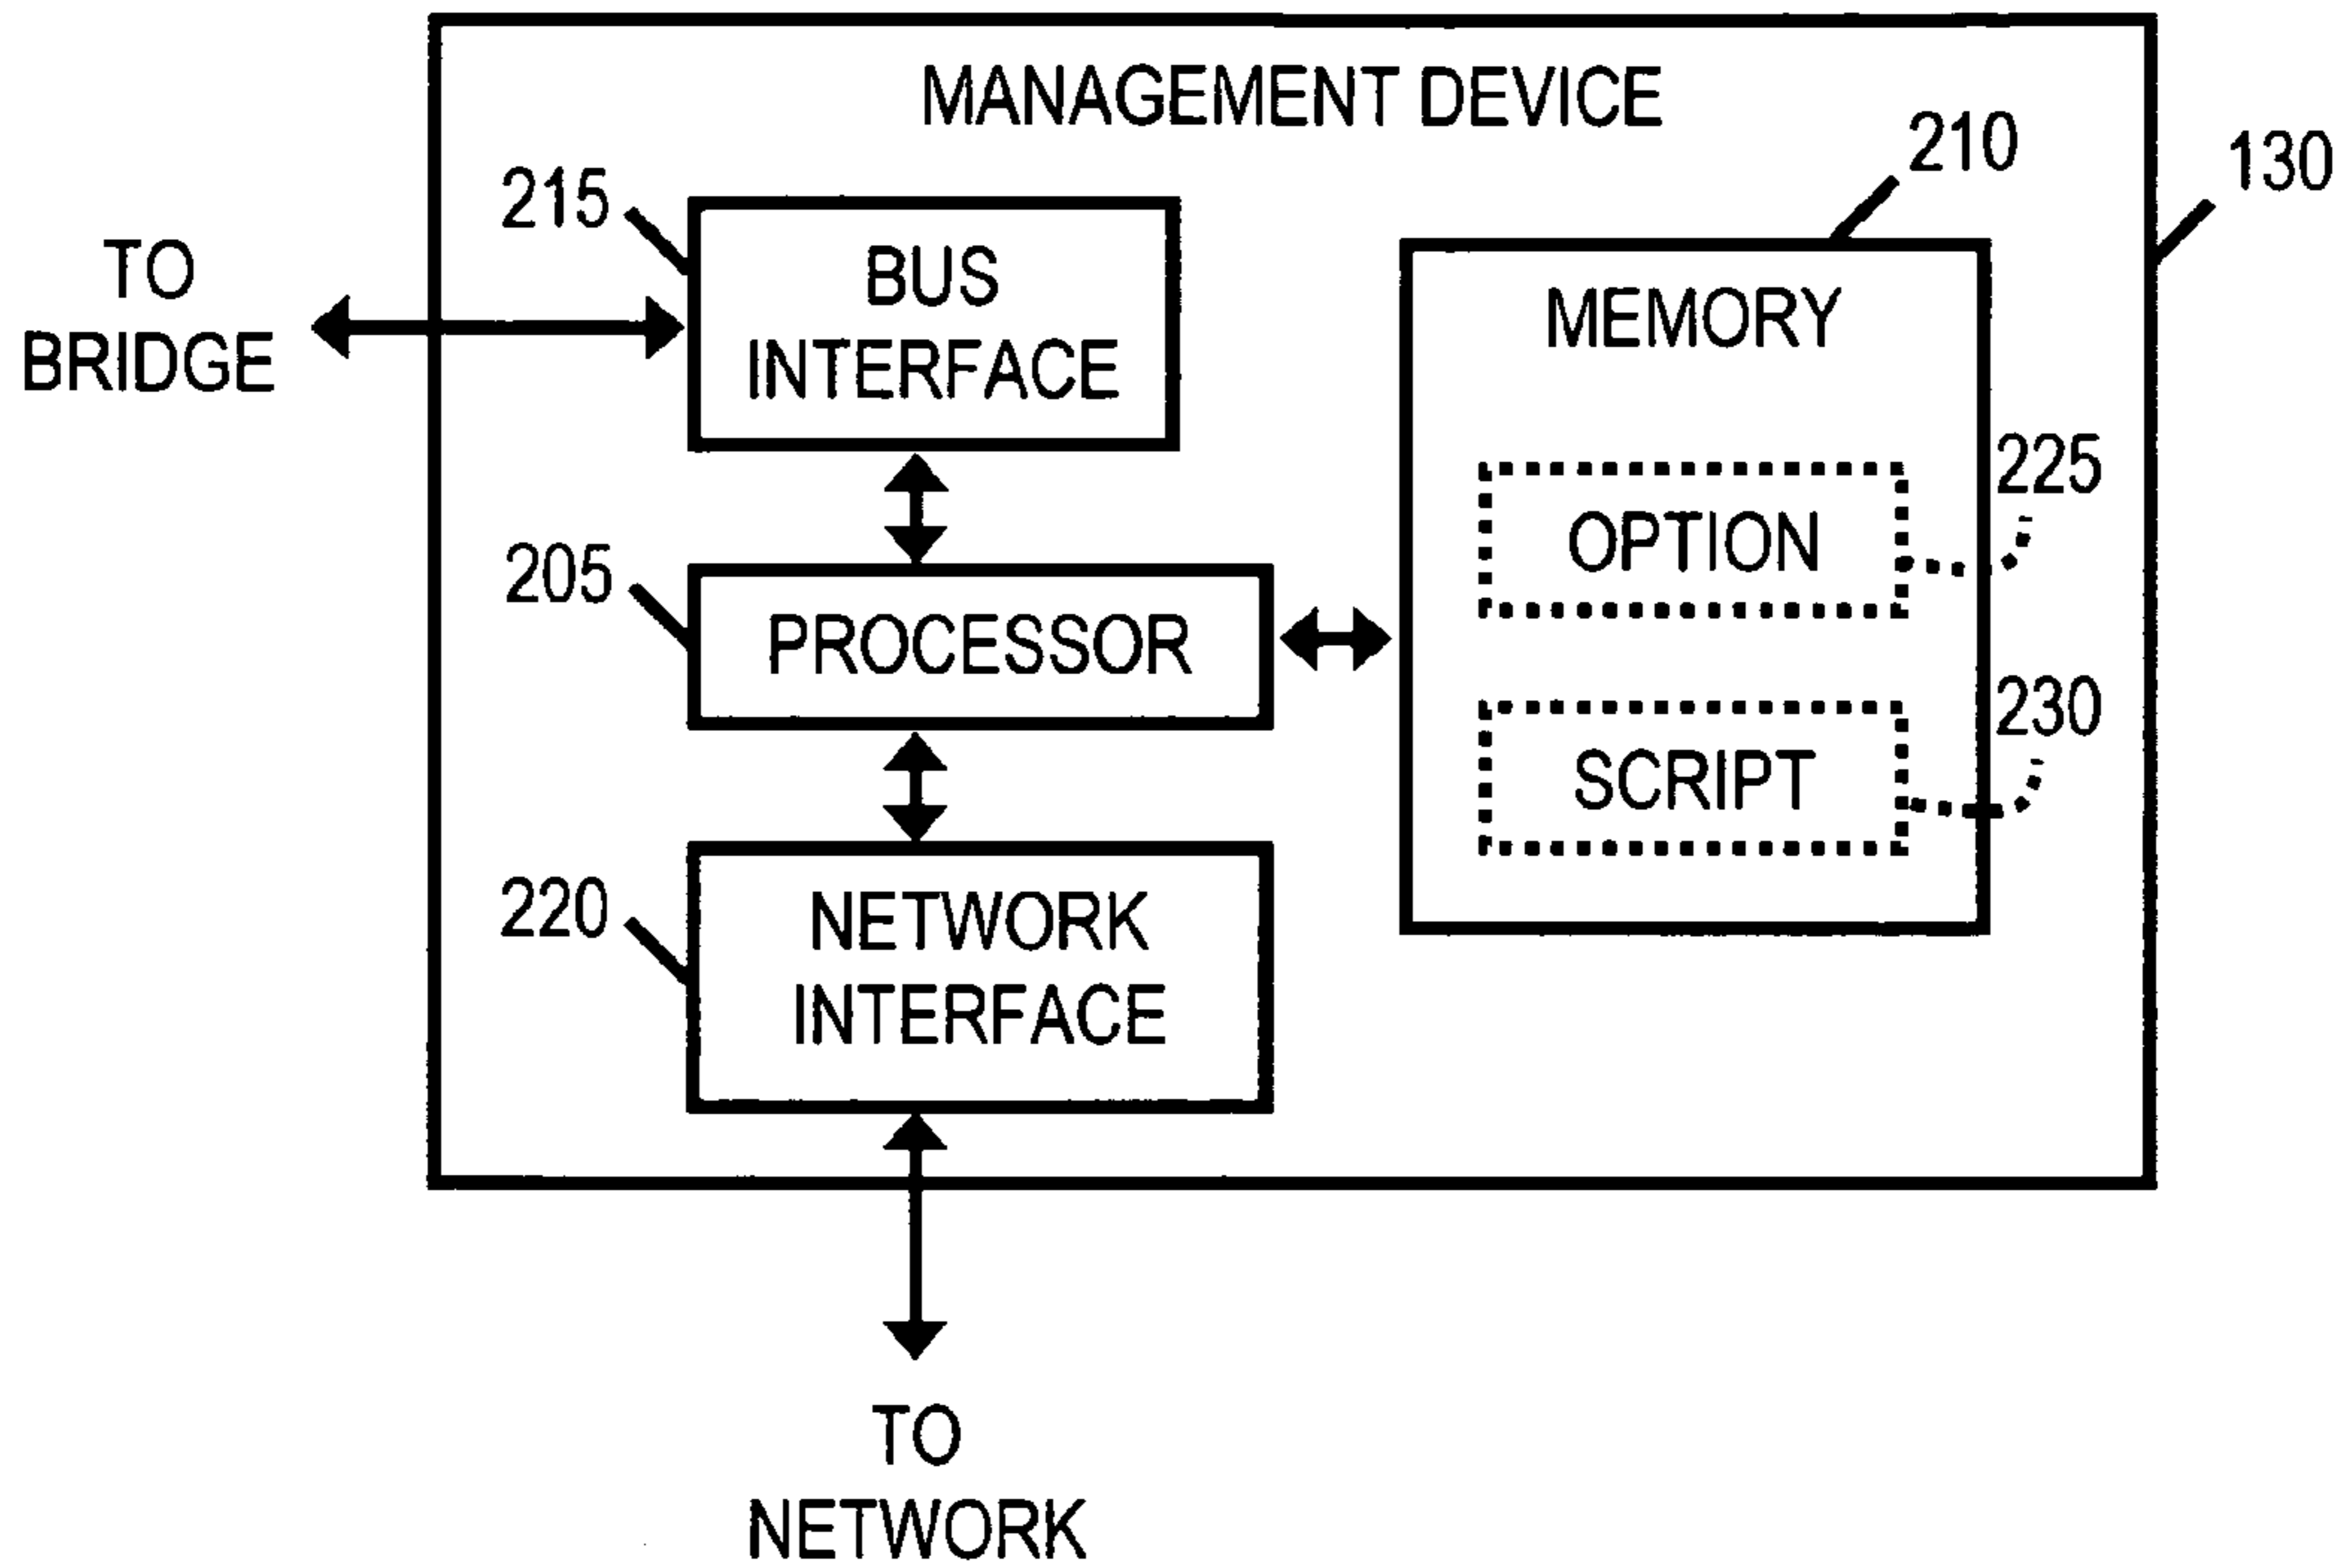 MANAGEMENT DEVICE
210
130
215
TO
BRIDGE
BUS
INTERFACE
MEMORY
225
OPTION
205
PROCESSOR
230
SCRIPT
220
NETWORK
INTERFACE
TO
NETWORK